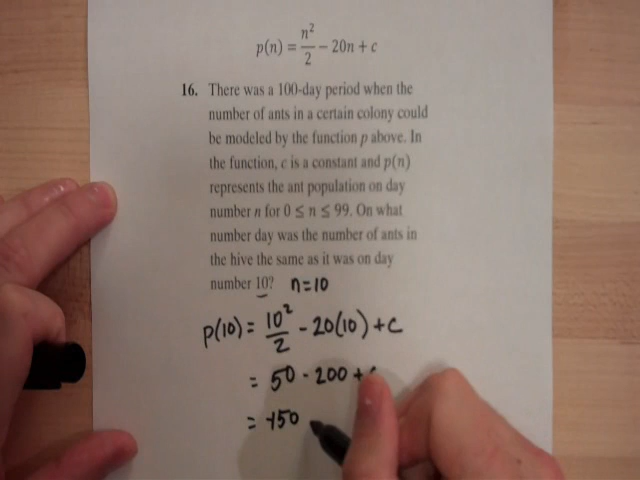 p(n) = n²/2 − 20n + c
16. There was a 100-day period when the
number of ants in a certain colony could
be modeled by the function p above. In
the function, c is a constant and p(n)
represents the ant population on day
number n for 0 ≤ n ≤ 99. On what
number day was the number of ants in
the hive the same as it was on day
number 10? n=10
p(10) = 10²/2 - 20(10) + c
= 50 - 200 +
= -150